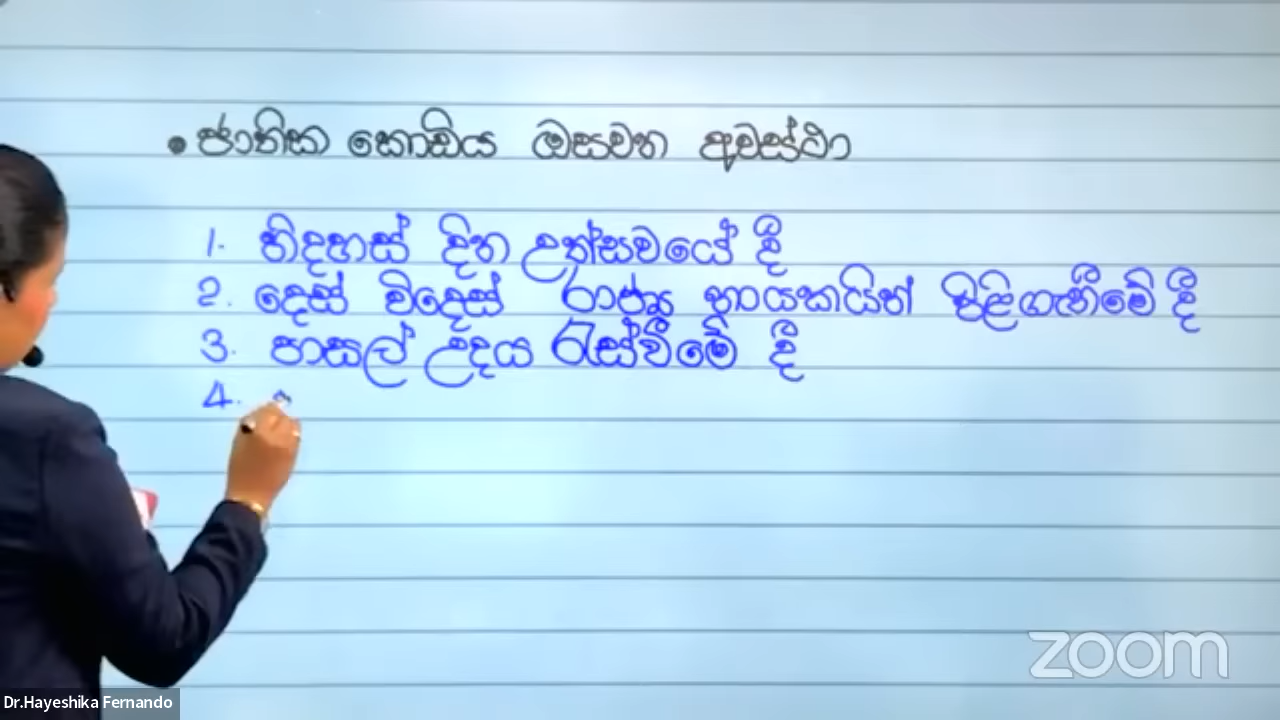 • ජාතික කොඩිය ඔසවන අවස්ථා
1. නිදහස් දින උත්සවයේ දී
2. දෙස් විදෙස් රාජ්‍ය නායකයින් පිළිගැනීමේ දී
3. පාසල් උදය රැස්වීමේ දී
4.
zoom
Dr.Hayeshika Fernando